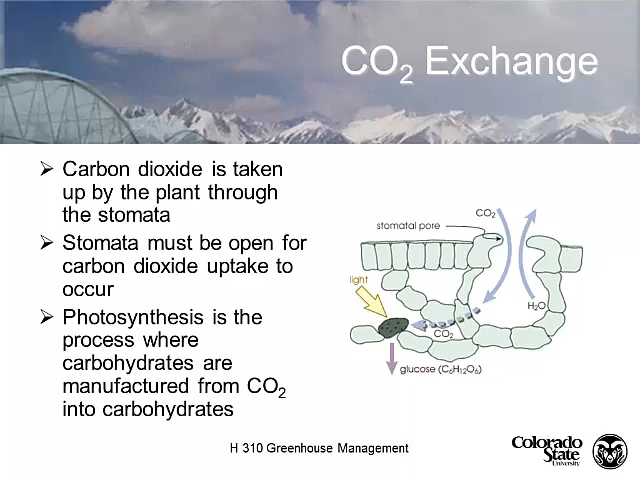 CO2 Exchange
➢ Carbon dioxide is taken
up by the plant through
the stomata
➢ Stomata must be open for
carbon dioxide uptake to
occur
➢ Photosynthesis is the
process where
carbohydrates are
manufactured from CO2
into carbohydrates
CO2
stomatal pore
light
H2O
CO2
glucose (C6H12O6)
H 310 Greenhouse Management
Colorado
State
University